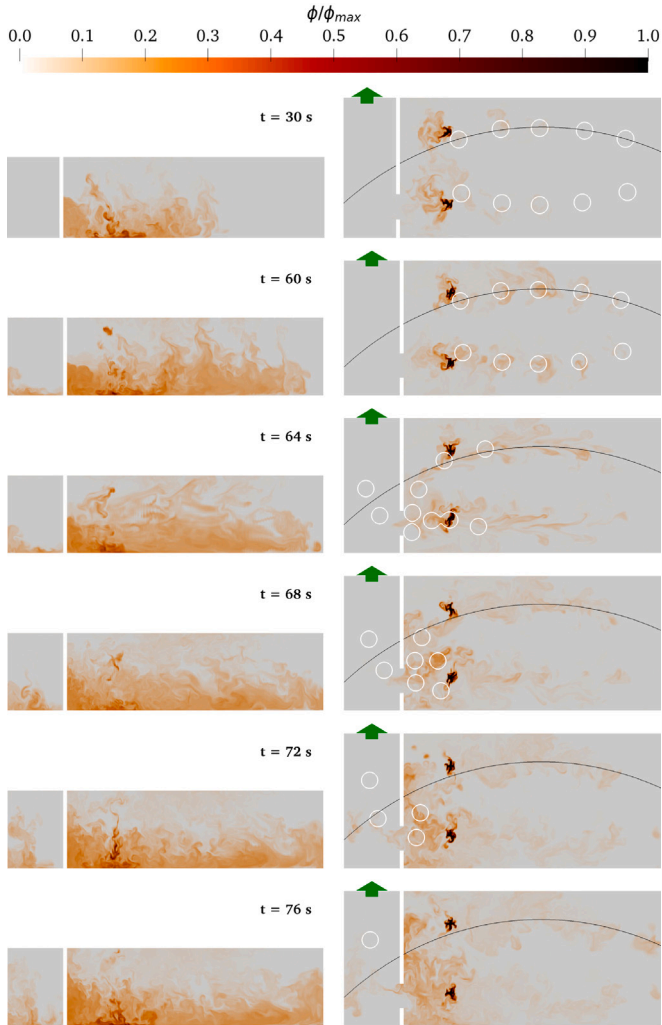 ϕ/ϕmax
0.0 0.1 0.2 0.3 0.4 0.5 0.6 0.7 0.8 0.9 1.0
t = 30 s
t = 60 s
t = 64 s
t = 68 s
t = 72 s
t = 76 s